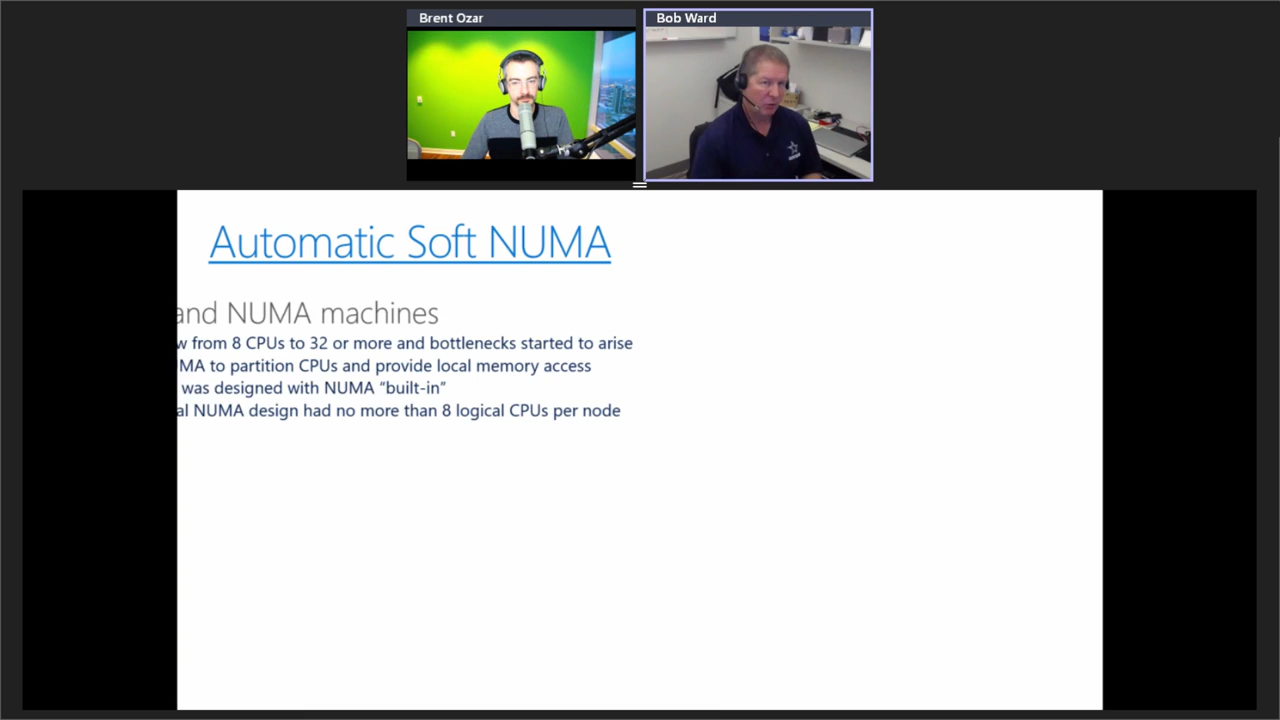 Brent Ozar
Bob Ward
Automatic Soft NUMA
and NUMA machines
from 8 CPUs to 32 or more and bottlenecks started to arise
to partition CPUs and provide local memory access
was designed with NUMA “built-in”
NUMA design had no more than 8 logical CPUs per node